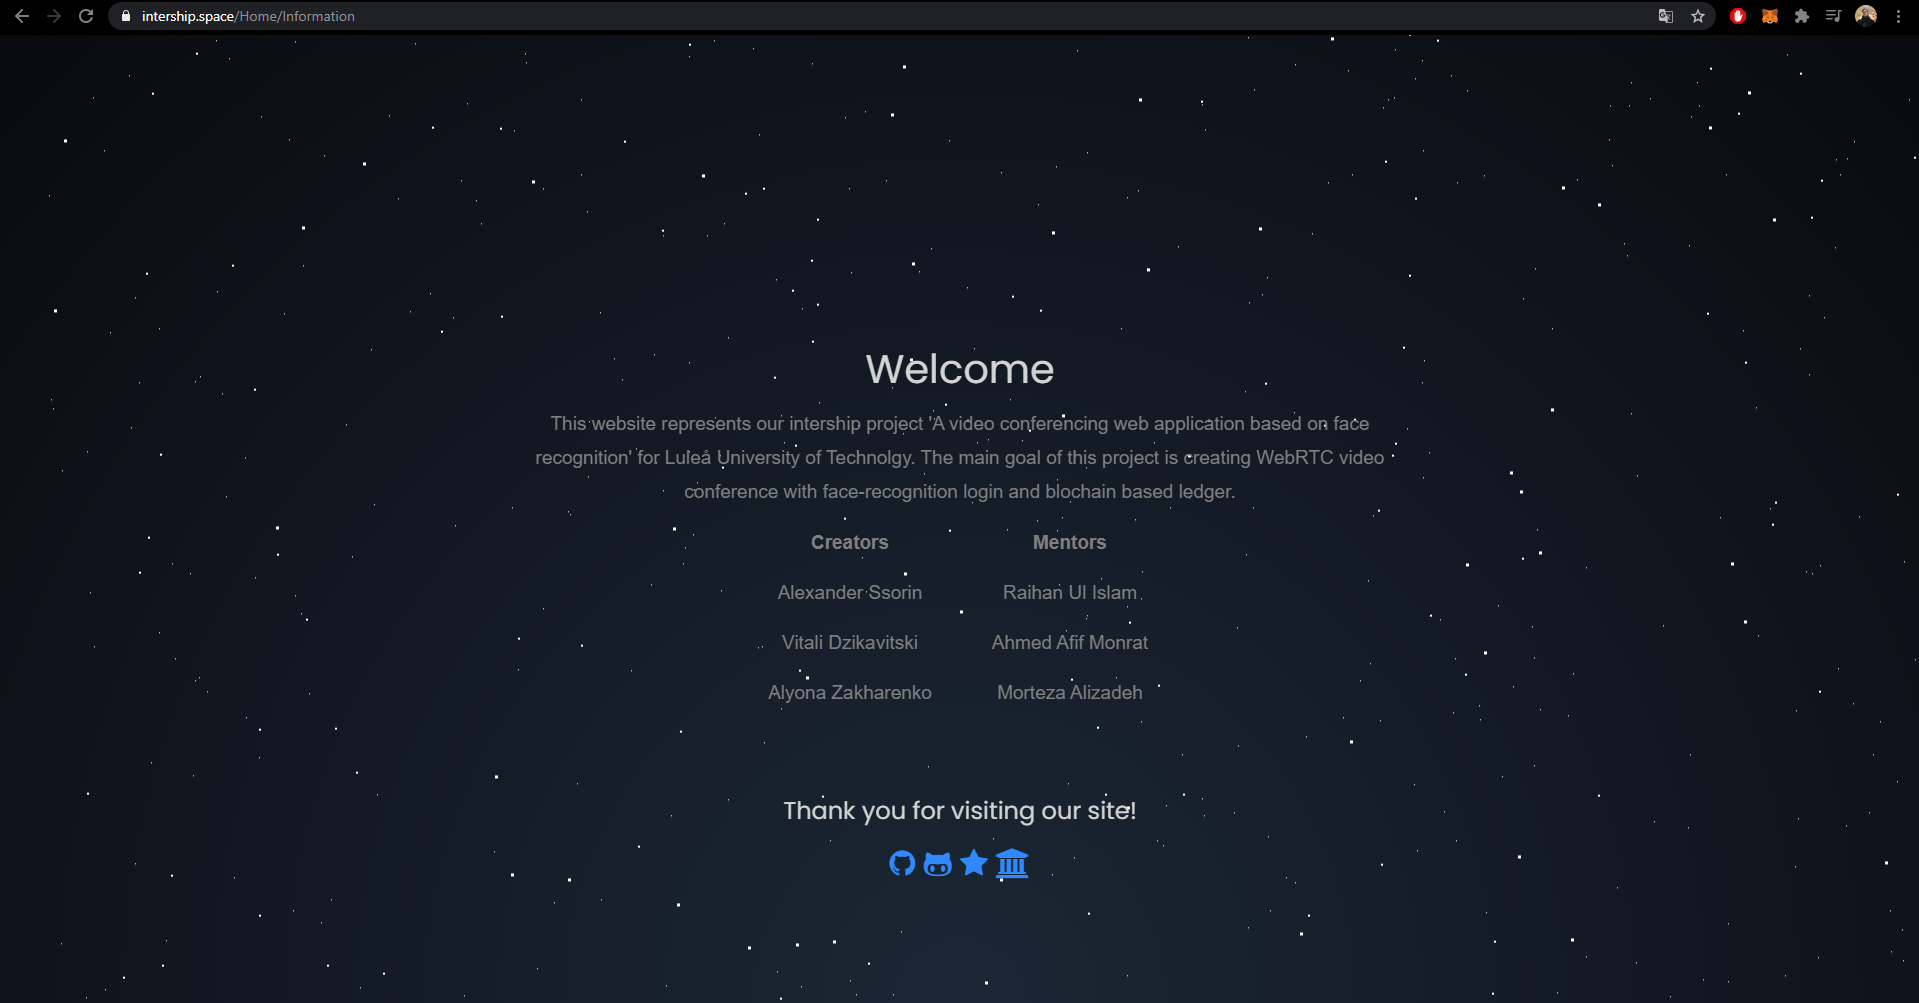 intership.space/Home/Information
Welcome
This website represents our intership project 'A video conferencing web application based on face
recognition' for Luleå University of Technolgy. The main goal of this project is creating WebRTC video
conference with face-recognition login and blochain based ledger.
Creators Mentors
Alexander Ssorin Raihan Ul Islam
Vitali Dzikavitski Ahmed Afif Monrat
Alyona Zakharenko Morteza Alizadeh
Thank you for visiting our site!